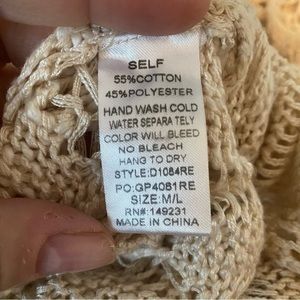 SELF
55%COTTON
45%POLYESTER
HAND WASH COLD
WATER SEPARA TELY
COLOR WILL BLEED
NO BLEACH
HANG TO DRY
STYLE:D1084RE
PO:GP4081RE
SIZE:M/L
RN#:149231
MADE IN CHINA